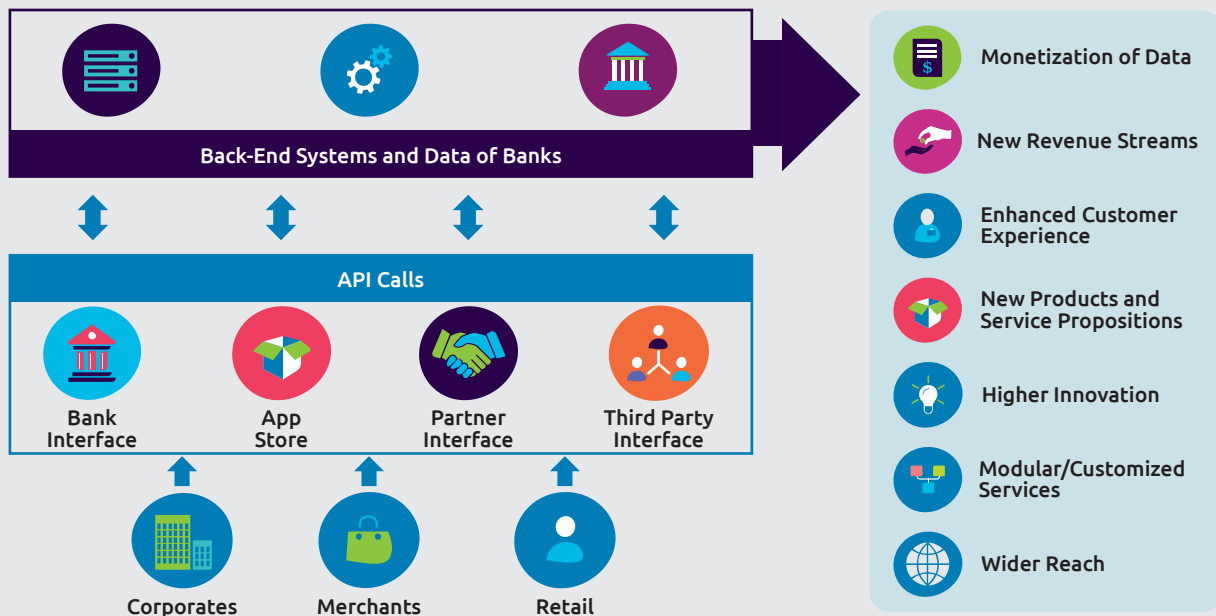 Back-End Systems and Data of Banks
API Calls
Bank
Interface
App
Store
Partner
Interface
Third Party
Interface
Corporates
Merchants
Retail
$
Monetization of Data
New Revenue Streams
Enhanced Customer
Experience
New Products and
Service Propositions
Higher Innovation
Modular/Customized
Services
Wider Reach